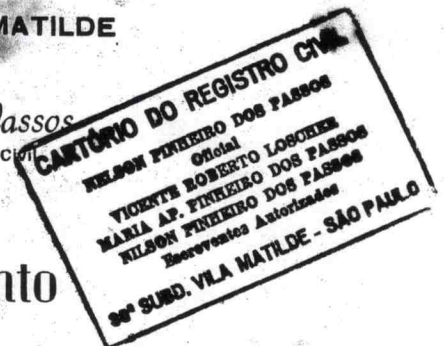 MATILDE
Passos
CARTÓRIO DO REGISTRO CIVIL
NELSON PINHEIRO DOS PASSOS
Oficial
VICENTE ROBERTO LOSCHER
MARIA AP. PINHEIRO DOS PASSOS
NILSON PINHEIRO DOS PASSOS
Escreventes Autorizados
38º SUBD. VILA MATILDE - SÃO PAULO
nto